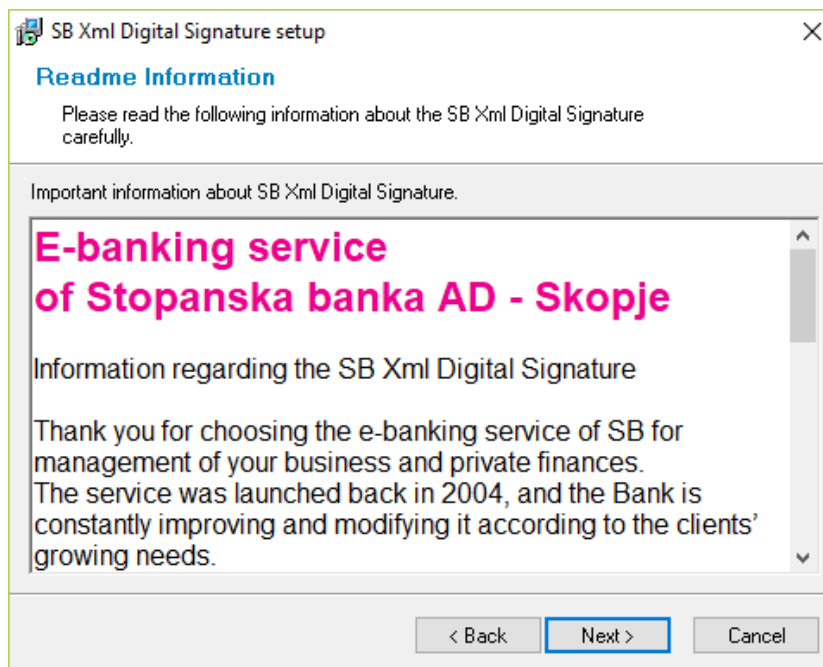 SB Xml Digital Signature setup
Readme Information
Please read the following information about the SB Xml Digital Signature
carefully.
Important information about SB Xml Digital Signature.
E-banking service
of Stopanska banka AD - Skopje
Information regarding the SB Xml Digital Signature
Thank you for choosing the e-banking service of SB for
management of your business and private finances.
The service was launched back in 2004, and the Bank is
constantly improving and modifying it according to the clients’
growing needs.
< Back
Next >
Cancel